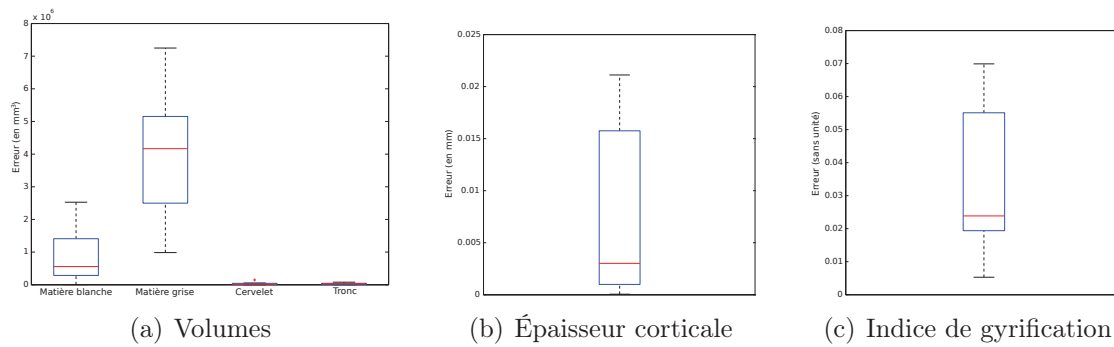 x 10⁶
8
7
6
5
4
3
2
1
0
Erreur (en mm³)
Matière blanche
Matière grise
Cervelet
Tronc
(a) Volumes
0.025
0.02
0.015
0.01
0.005
0
Erreur (en mm)
(b) Épaisseur corticale
0.08
0.07
0.06
0.05
0.04
0.03
0.02
0.01
0
Erreur (sans unité)
(c) Indice de gyrification